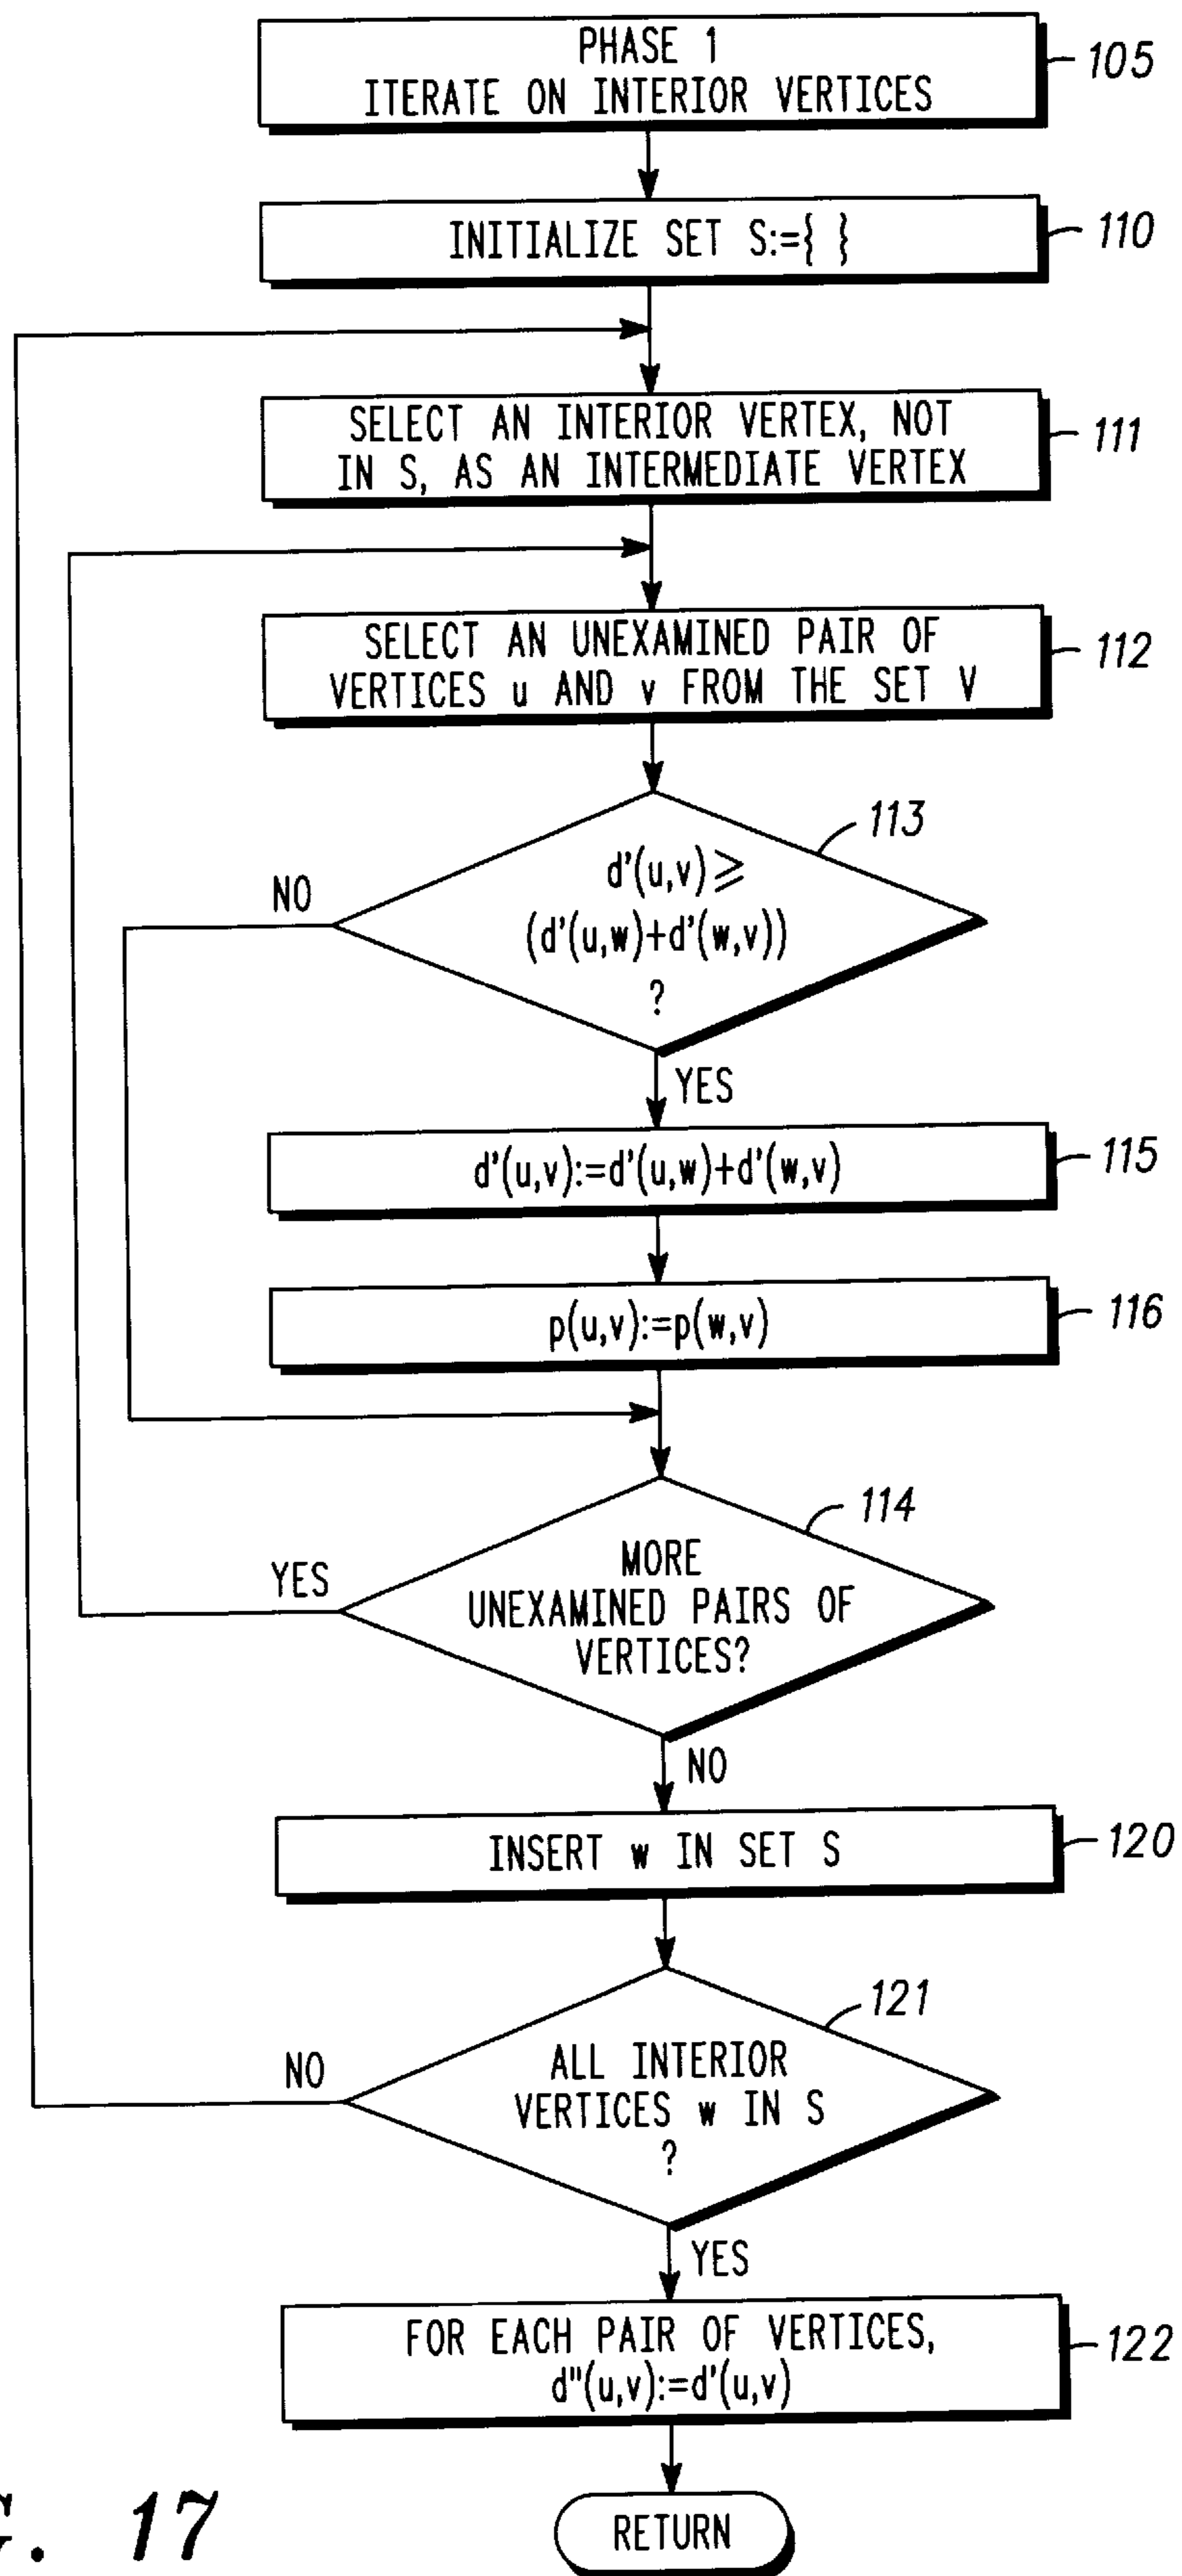 PHASE 1
ITERATE ON INTERIOR VERTICES
105
INITIALIZE SET S:={ }
110
SELECT AN INTERIOR VERTEX, NOT
IN S, AS AN INTERMEDIATE VERTEX
111
SELECT AN UNEXAMINED PAIR OF
VERTICES u AND v FROM THE SET V
112
113
d'(u,v) ⩾
(d'(u,w)+d'(w,v))
?
NO
YES
d'(u,v):=d'(u,w)+d'(w,v)
115
p(u,v):=p(w,v)
116
114
MORE
UNEXAMINED PAIRS OF
VERTICES?
YES
NO
INSERT w IN SET S
120
121
ALL INTERIOR
VERTICES w IN S
?
NO
YES
FOR EACH PAIR OF VERTICES,
d"(u,v):=d'(u,v)
122
RETURN
G. 17